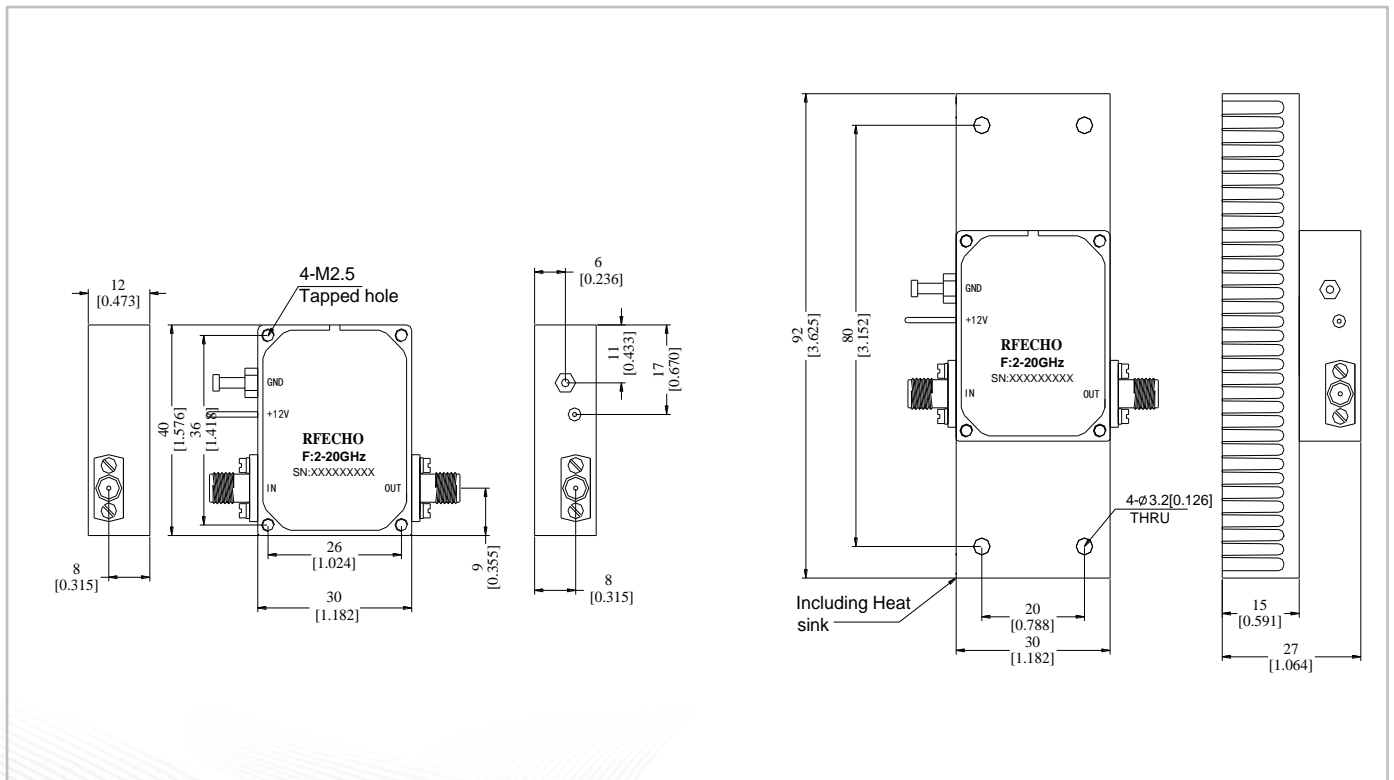 12
[0.473]
8
[0.315]
4-M2.5
Tapped hole
40
[1.576]
36
[1.418]
GND
+12V
RFECHO
F:2-20GHz
SN:XXXXXXXXX
IN
OUT
26
[1.024]
30
[1.182]
9
[0.355]
6
[0.236]
11
[0.433]
17
[0.670]
8
[0.315]
92
[3.625]
80
[3.152]
GND
+12V
RFECHO
F:2-20GHz
SN:XXXXXXXXX
IN
OUT
4-ϕ3.2[0.126]
THRU
Including Heat
sink
20
[0.788]
30
[1.182]
15
[0.591]
27
[1.064]